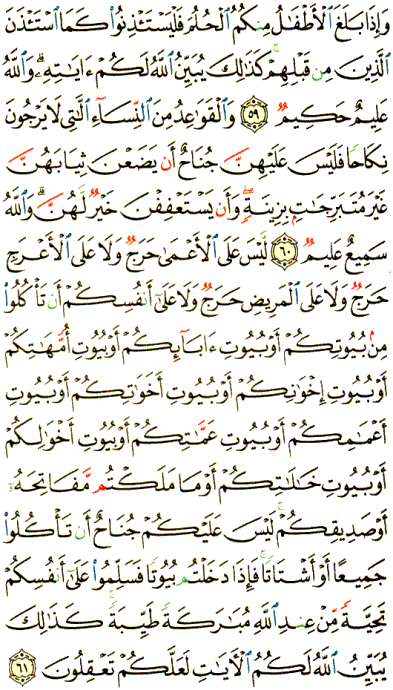 وَإِذَا بَلَغَ ٱلْأَطْفَٰلُ مِنكُمُ ٱلْحُلُمَ فَلْيَسْتَـْٔذِنُوا۟ كَمَا ٱسْتَـْٔذَنَ
ٱلَّذِينَ مِن قَبْلِهِمْ ۚ كَذَٰلِكَ يُبَيِّنُ ٱللَّهُ لَكُمْ ءَايَٰتِهِۦ ۗ وَٱللَّهُ
عَلِيمٌ حَكِيمٌ ٥٩ وَٱلْقَوَٰعِدُ مِنَ ٱلنِّسَآءِ ٱلَّٰتِى لَا يَرْجُونَ
نِكَاحًا فَلَيْسَ عَلَيْهِنَّ جُنَاحٌ أَن يَضَعْنَ ثِيَابَهُنَّ
غَيْرَ مُتَبَرِّجَٰتٍۭ بِزِينَةٍ ۖ وَأَن يَسْتَعْفِفْنَ خَيْرٌ لَّهُنَّ ۗ وَٱللَّهُ
سَمِيعٌ عَلِيمٌ ٦٠ لَّيْسَ عَلَى ٱلْأَعْمَىٰ حَرَجٌ وَلَا عَلَى ٱلْأَعْرَجِ
حَرَجٌ وَلَا عَلَى ٱلْمَرِيضِ حَرَجٌ وَلَا عَلَىٰٓ أَنفُسِكُمْ أَن تَأْكُلُوا۟
مِنۢ بُيُوتِكُمْ أَوْ بُيُوتِ ءَابَآئِكُمْ أَوْ بُيُوتِ أُمَّهَٰتِكُمْ
أَوْ بُيُوتِ إِخْوَٰنِكُمْ أَوْ بُيُوتِ أَخَوَٰتِكُمْ أَوْ بُيُوتِ
أَعْمَٰمِكُمْ أَوْ بُيُوتِ عَمَّٰتِكُمْ أَوْ بُيُوتِ أَخْوَٰلِكُمْ
أَوْ بُيُوتِ خَٰلَٰتِكُمْ أَوْ مَا مَلَكْتُم مَّفَاتِحَهُۥٓ
أَوْ صَدِيقِكُمْ ۚ لَيْسَ عَلَيْكُمْ جُنَاحٌ أَن تَأْكُلُوا۟
جَمِيعًا أَوْ أَشْتَاتًا ۚ فَإِذَا دَخَلْتُم بُيُوتًا فَسَلِّمُوا۟ عَلَىٰٓ أَنفُسِكُمْ
تَحِيَّةً مِّنْ عِندِ ٱللَّهِ مُبَٰرَكَةً طَيِّبَةً ۚ كَذَٰلِكَ
يُبَيِّنُ ٱللَّهُ لَكُمُ ٱلْءَايَٰتِ لَعَلَّكُمْ تَعْقِلُونَ ٦١